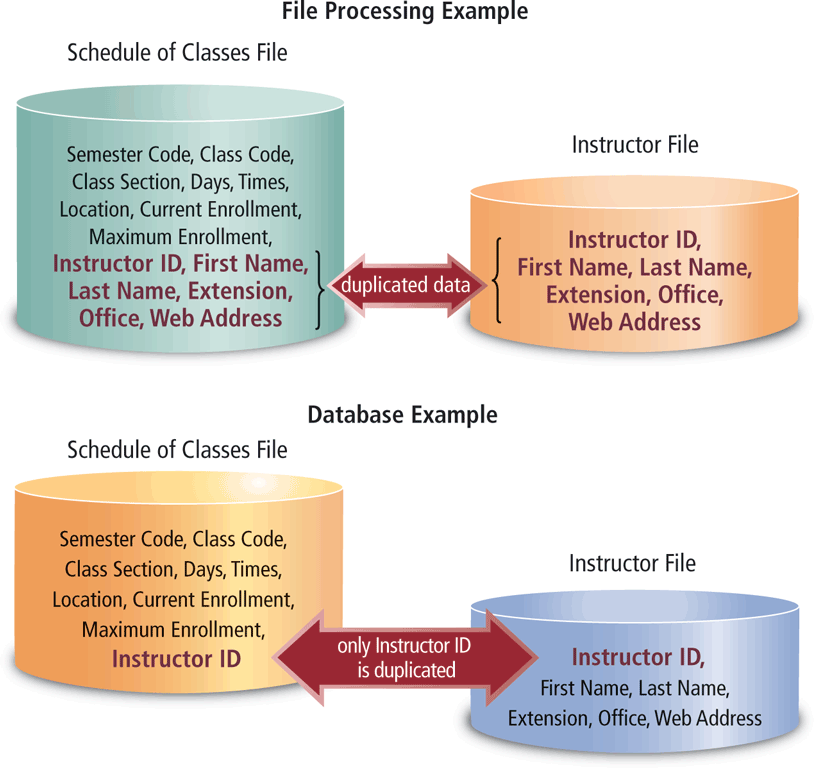 File Processing Example
Schedule of Classes File
Semester Code, Class Code,
Class Section, Days, Times,
Location, Current Enrollment,
Maximum Enrollment,
Instructor ID, First Name,
Last Name, Extension,
Office, Web Address
duplicated data
Instructor File
Instructor ID,
First Name, Last Name,
Extension, Office,
Web Address
Database Example
Schedule of Classes File
Semester Code, Class Code,
Class Section, Days, Times,
Location, Current Enrollment,
Maximum Enrollment,
Instructor ID
only Instructor ID
is duplicated
Instructor File
Instructor ID,
First Name, Last Name,
Extension, Office, Web Address